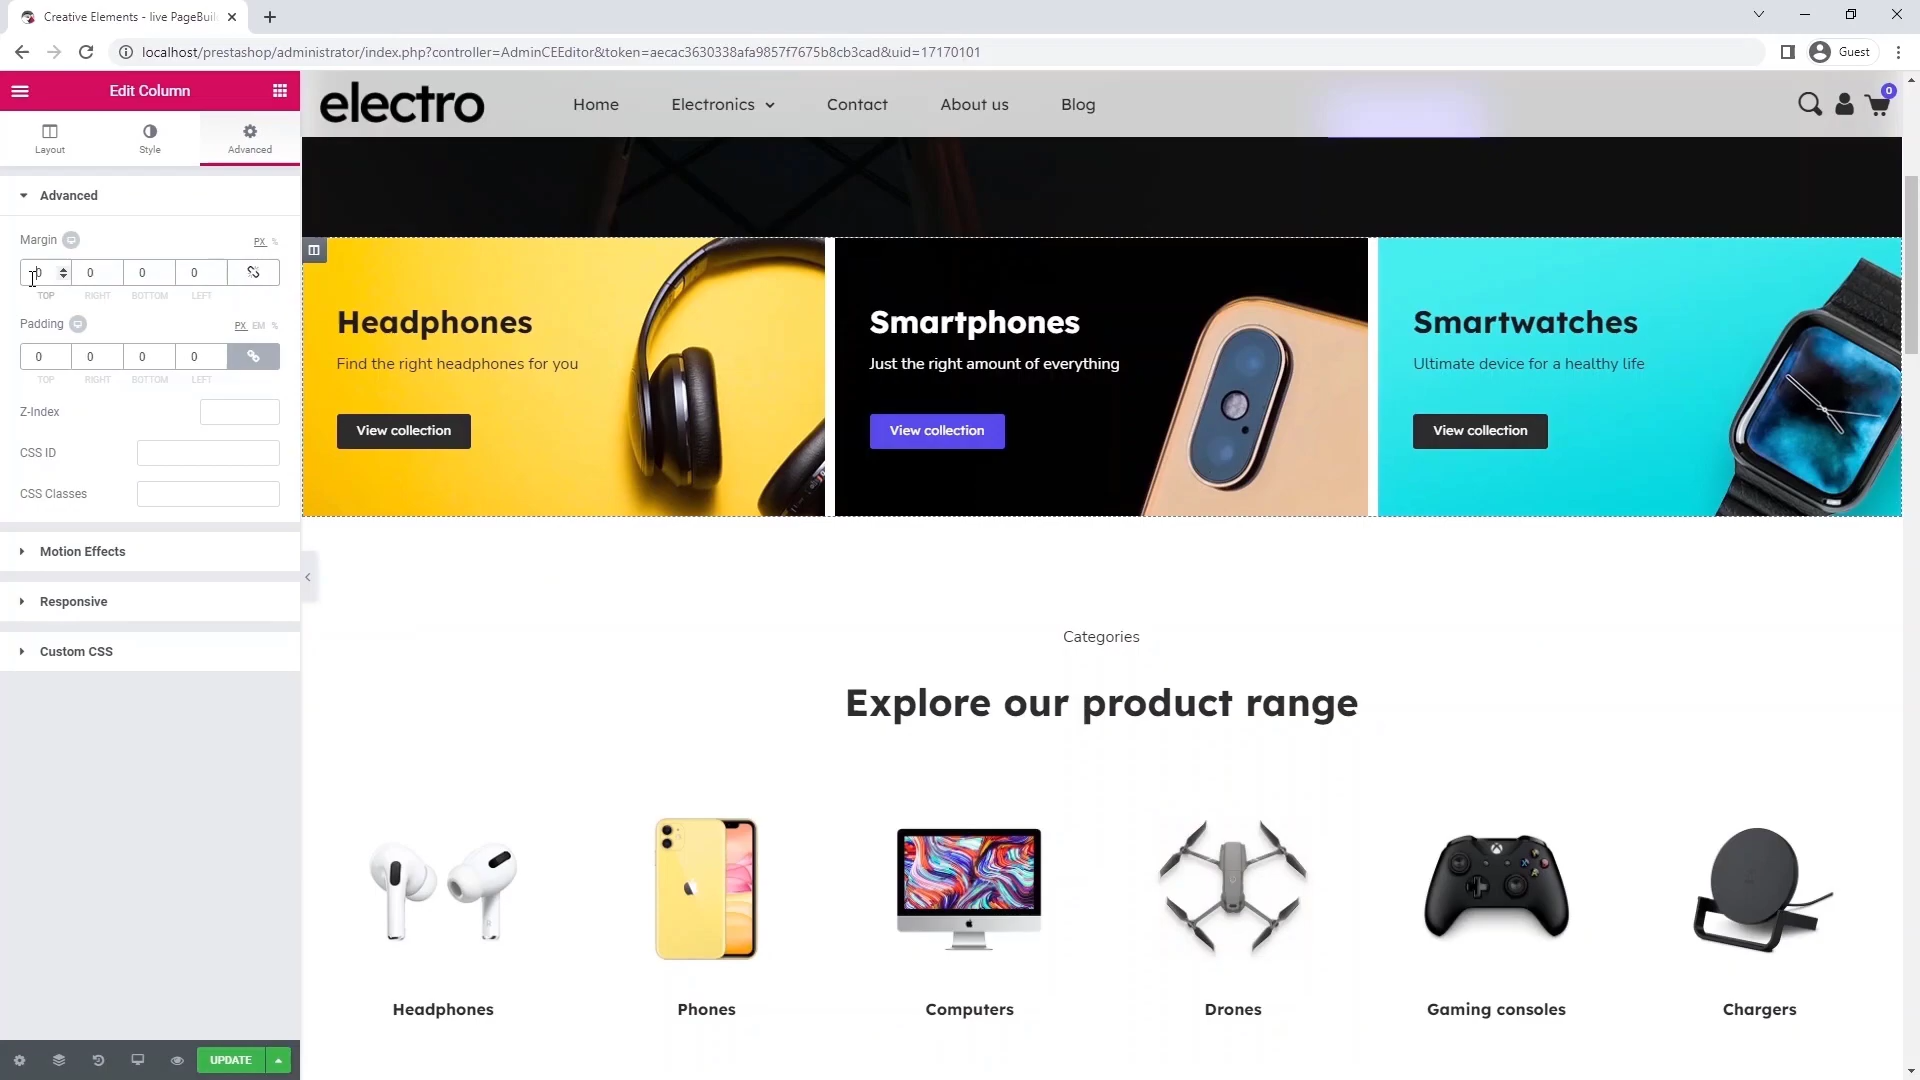 Creative Elements - live PageBuil
localhost/prestashop/administrator/index.php?controller=AdminCEEditor&token=aecac3630338afa9857f7675b8cb3cad&uid=17170101
Guest
Edit Column
electro
Home
Electronics
Contact
About us
Blog
0
Layout
Style
Advanced
Advanced
Margin
PX %
0 0 0 0
TOP RIGHT BOTTOM LEFT
Padding
PX EM %
0 0 0 0
TOP RIGHT BOTTOM LEFT
Z-Index
CSS ID
CSS Classes
Motion Effects
Responsive
Custom CSS
UPDATE
Headphones
Find the right headphones for you
View collection
Smartphones
Just the right amount of everything
View collection
Smartwatches
Ultimate device for a healthy life
View collection
Categories
Explore our product range
Headphones
Phones
Computers
Drones
Gaming consoles
Chargers